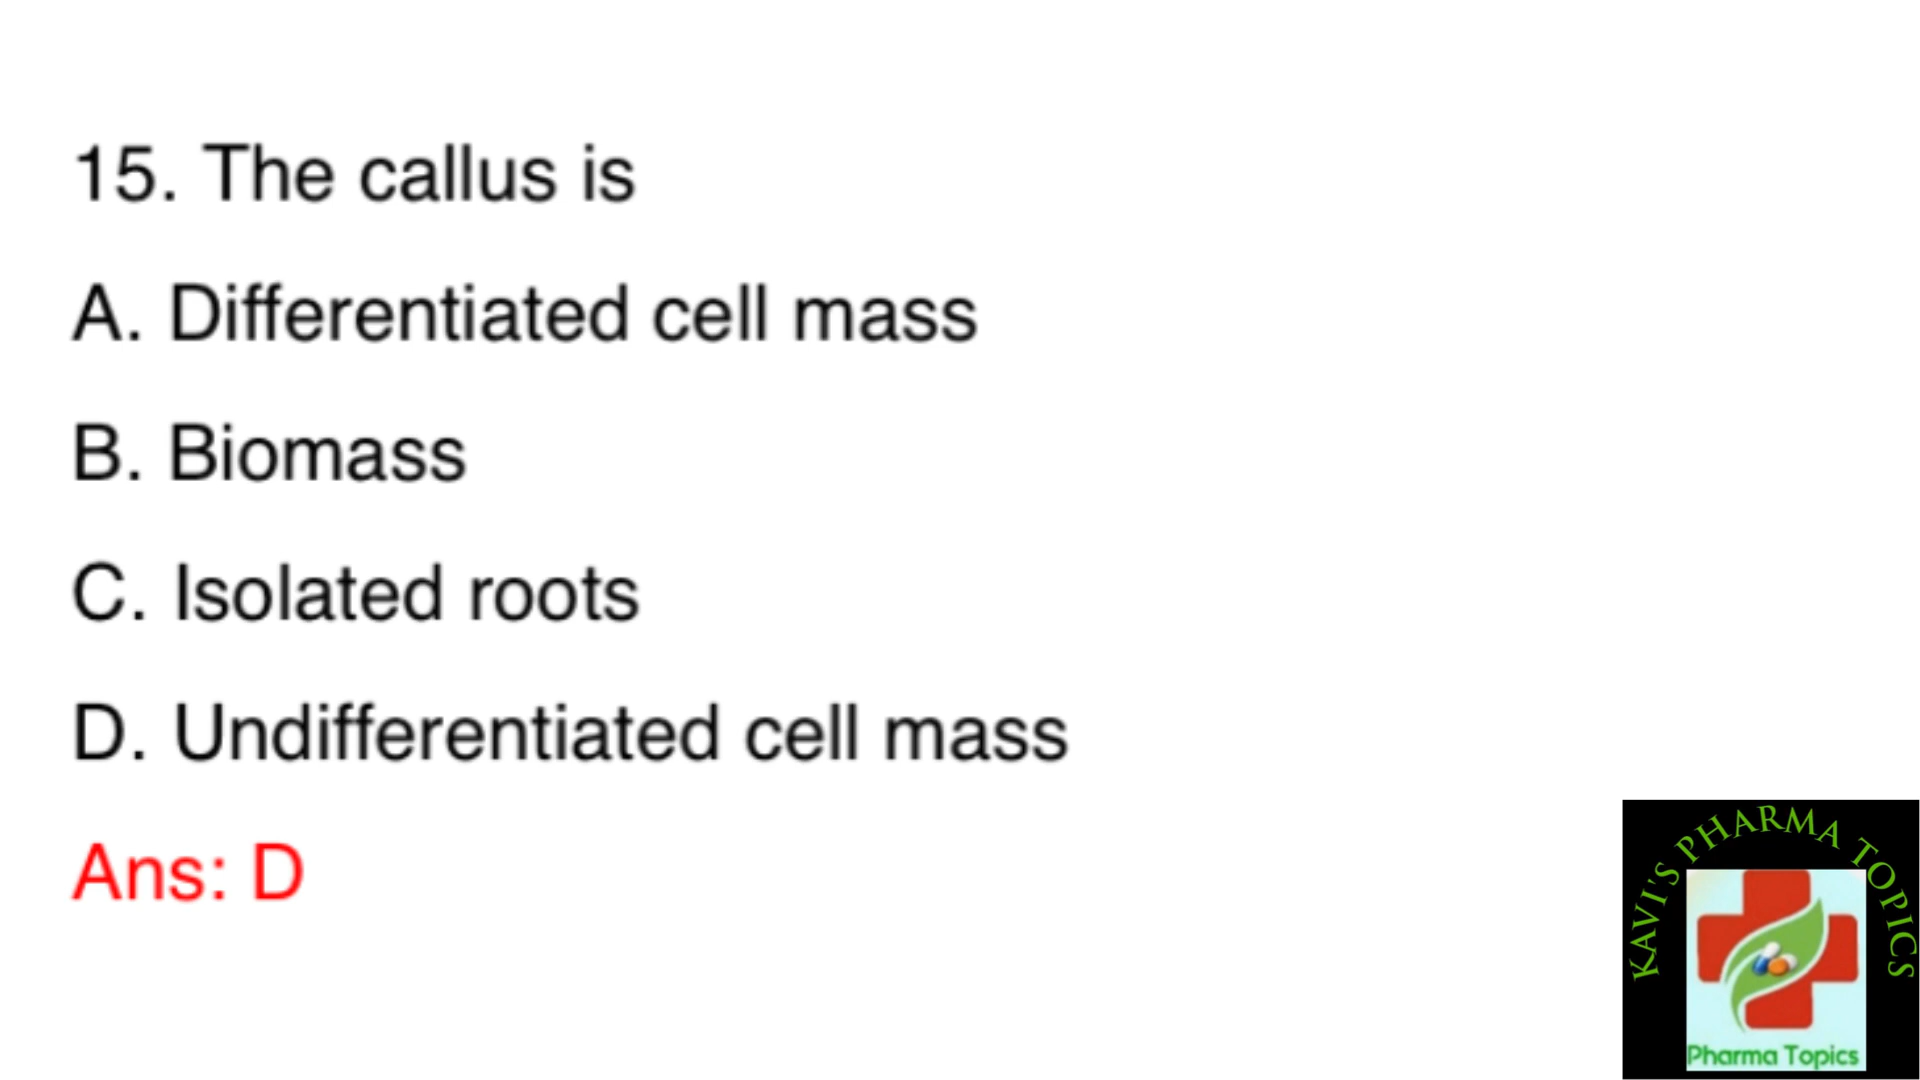 15. The callus is
A. Differentiated cell mass
B. Biomass
C. Isolated roots
D. Undifferentiated cell mass
Ans: D
KAVI'S PHARMA TOPICS
Pharma Topics